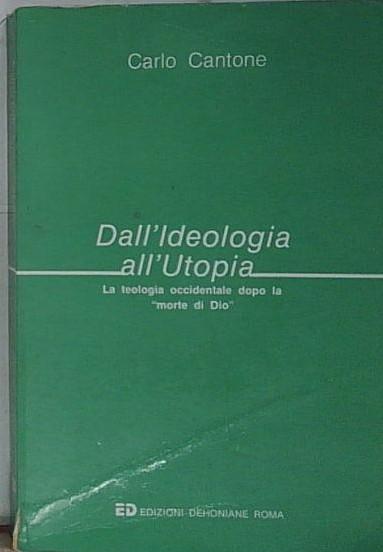 Carlo Cantone
Dall'Ideologia
all'Utopia
La teologia occidentale dopo la
"morte di Dio"
ED EDIZIONI DEHONIANE ROMA